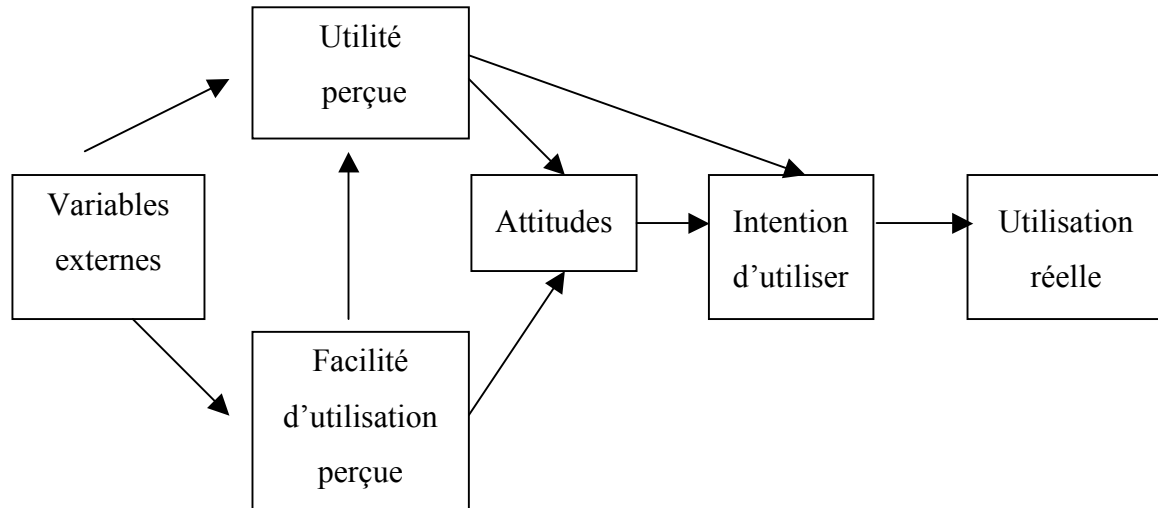 Utilité
perçue
Variables
externes
Attitudes
Intention
d’utiliser
Utilisation
réelle
Facilité
d’utilisation
perçue